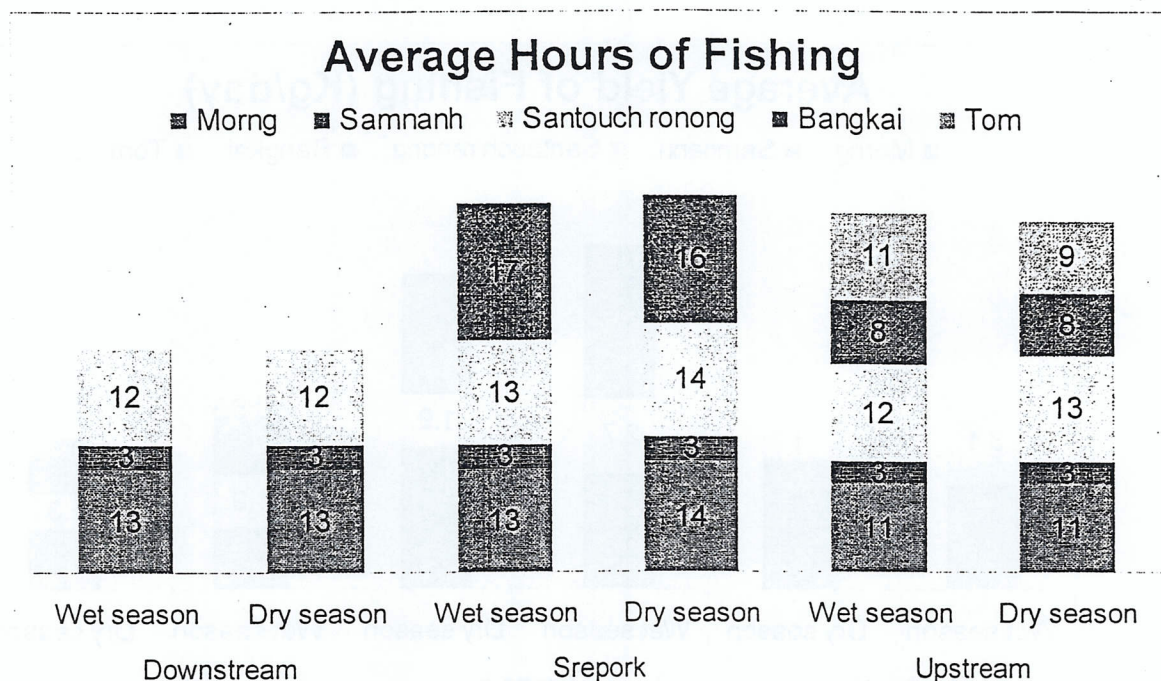 Average Hours of Fishing
Morng Samnanh Santouch ronong Bangkai Tom
17 16 11 9
8 8
12 12 13 14 12 13
3 3 3 3 3 3
13 13 13 14 11 11
Wet season Dry season Wet season Dry season Wet season Dry season
Downstream Srepork Upstream